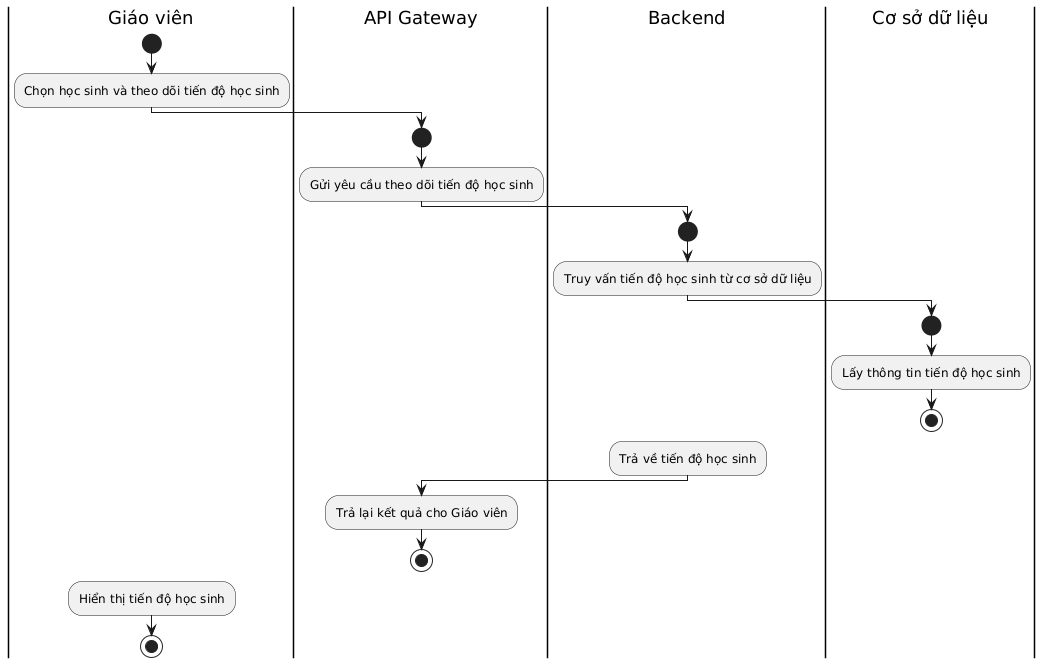 Giáo viên
API Gateway
Backend
Cơ sở dữ liệu
Chọn học sinh và theo dõi tiến độ học sinh
Gửi yêu cầu theo dõi tiến độ học sinh
Truy vấn tiến độ học sinh từ cơ sở dữ liệu
Lấy thông tin tiến độ học sinh
Trả về tiến độ học sinh
Trả lại kết quả cho Giáo viên
Hiển thị tiến độ học sinh